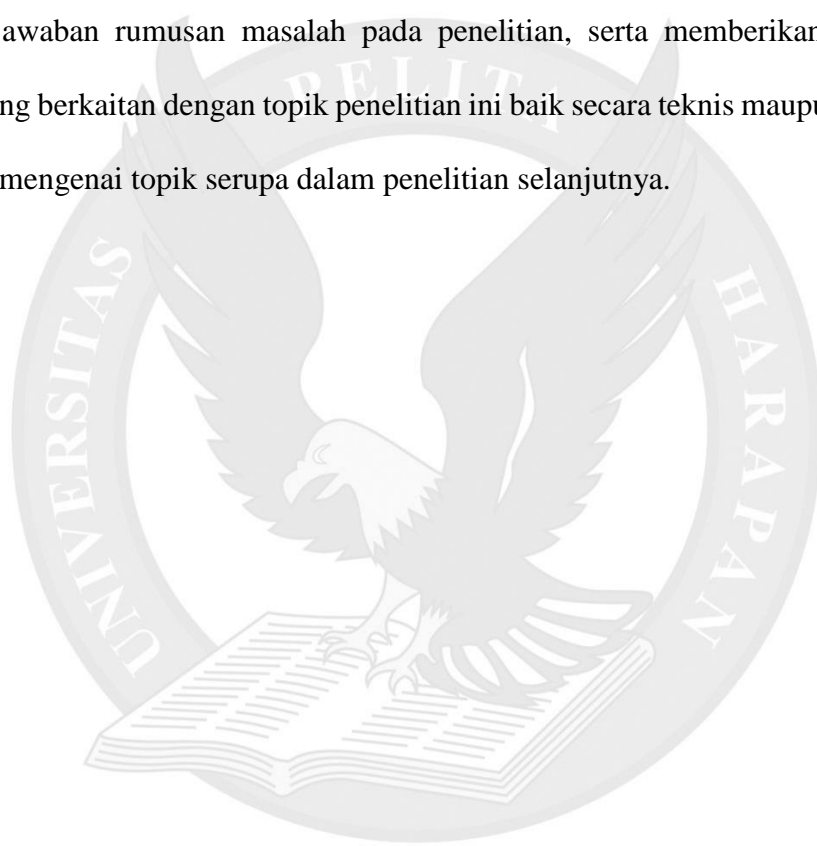 awaban rumusan masalah pada penelitian, serta memberikan
ng berkaitan dengan topik penelitian ini baik secara teknis maupu
mengenai topik serupa dalam penelitian selanjutnya.
UNIVERSITAS PELITA HARAPAN